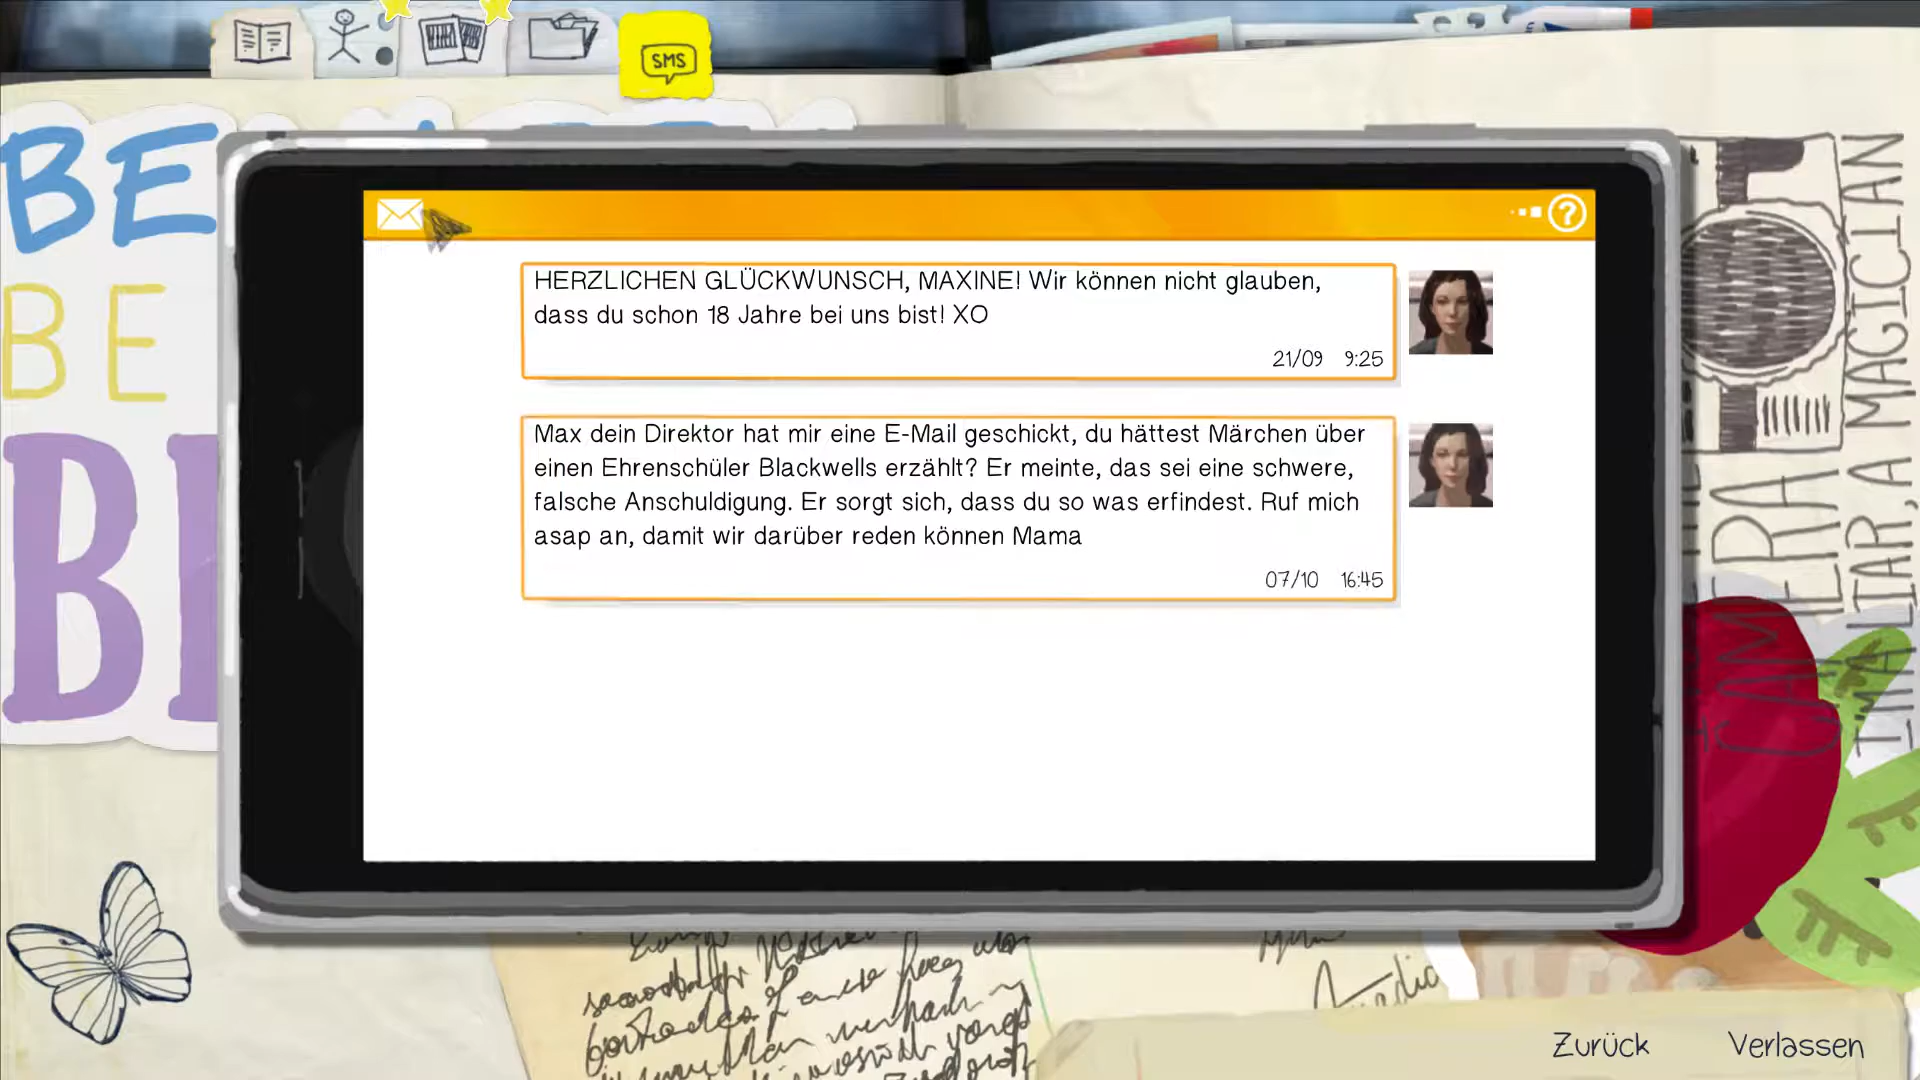 SMS
BE
BE
HERZLICHEN GLÜCKWUNSCH, MAXINE! Wir können nicht glauben,
dass du schon 18 Jahre bei uns bist! XO
21/09 9:25
Max dein Direktor hat mir eine E-Mail geschickt, du hättest Märchen über
einen Ehrenschüler Blackwells erzählt? Er meinte, das sei eine schwere,
falsche Anschuldigung. Er sorgt sich, dass du so was erfindest. Ruf mich
asap an, damit wir darüber reden können Mama
07/10 16:45
I'M A LIAR, A MAGICIAN
Zurück
Verlassen